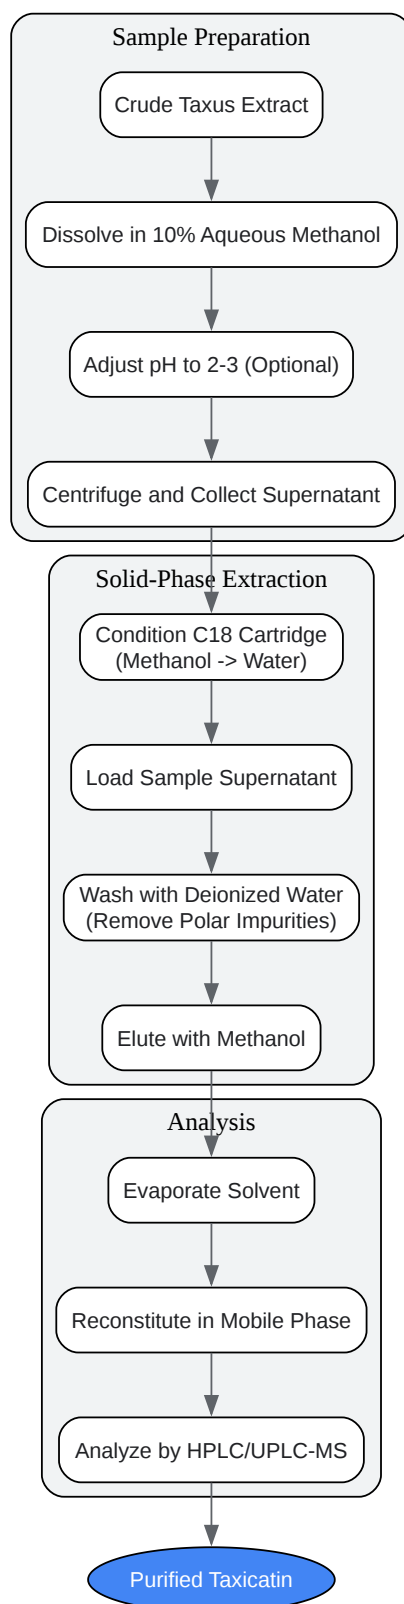 Sample Preparation
Crude Taxus Extract
Dissolve in 10% Aqueous Methanol
Adjust pH to 2-3 (Optional)
Centrifuge and Collect Supernatant
Solid-Phase Extraction
Condition C18 Cartridge
(Methanol -> Water)
Load Sample Supernatant
Wash with Deionized Water
(Remove Polar Impurities)
Elute with Methanol
Analysis
Evaporate Solvent
Reconstitute in Mobile Phase
Analyze by HPLC/UPLC-MS
Purified Taxicatin